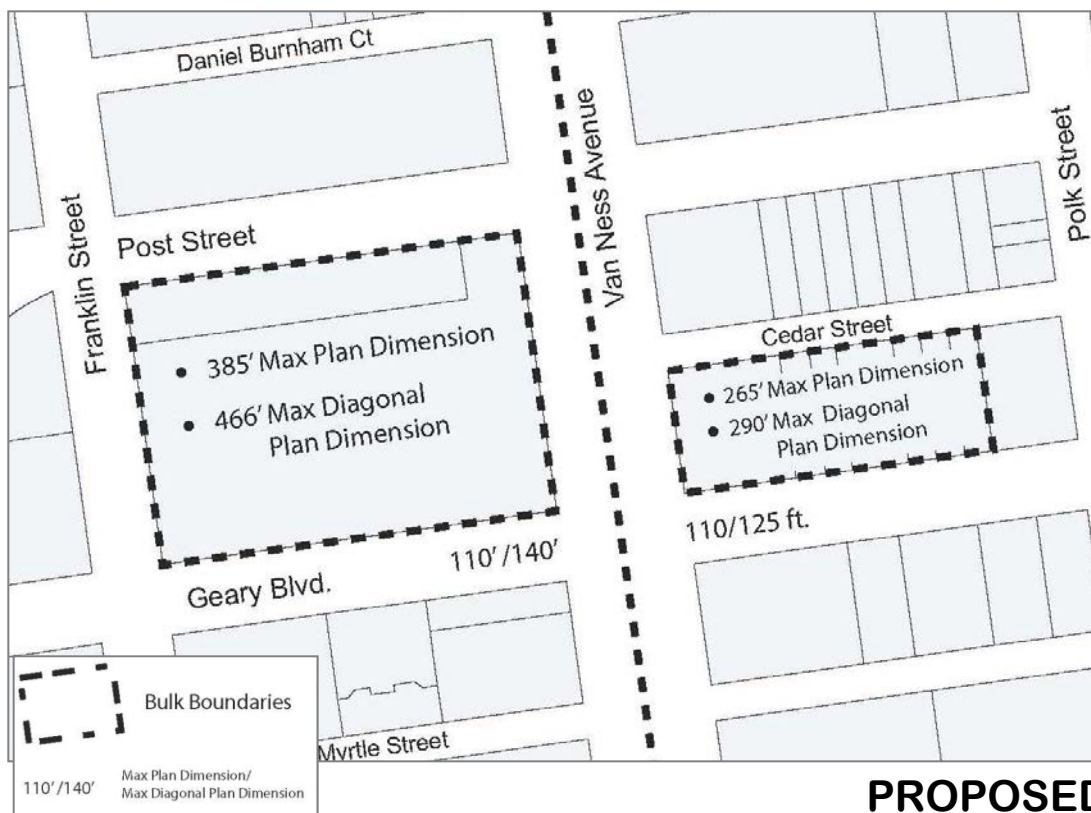 Daniel Burnham Ct
Franklin Street
Post Street
Van Ness Avenue
Polk Street
Cedar Street
• 385' Max Plan Dimension
• 466' Max Diagonal
Plan Dimension
• 265' Max Plan Dimension
• 290' Max Diagonal
Plan Dimension
110/125 ft.
110'/140'
Geary Blvd.
Myrtle Street
Bulk Boundaries
110'/140'
Max Plan Dimension/
Max Diagonal Plan Dimension
PROPOSED